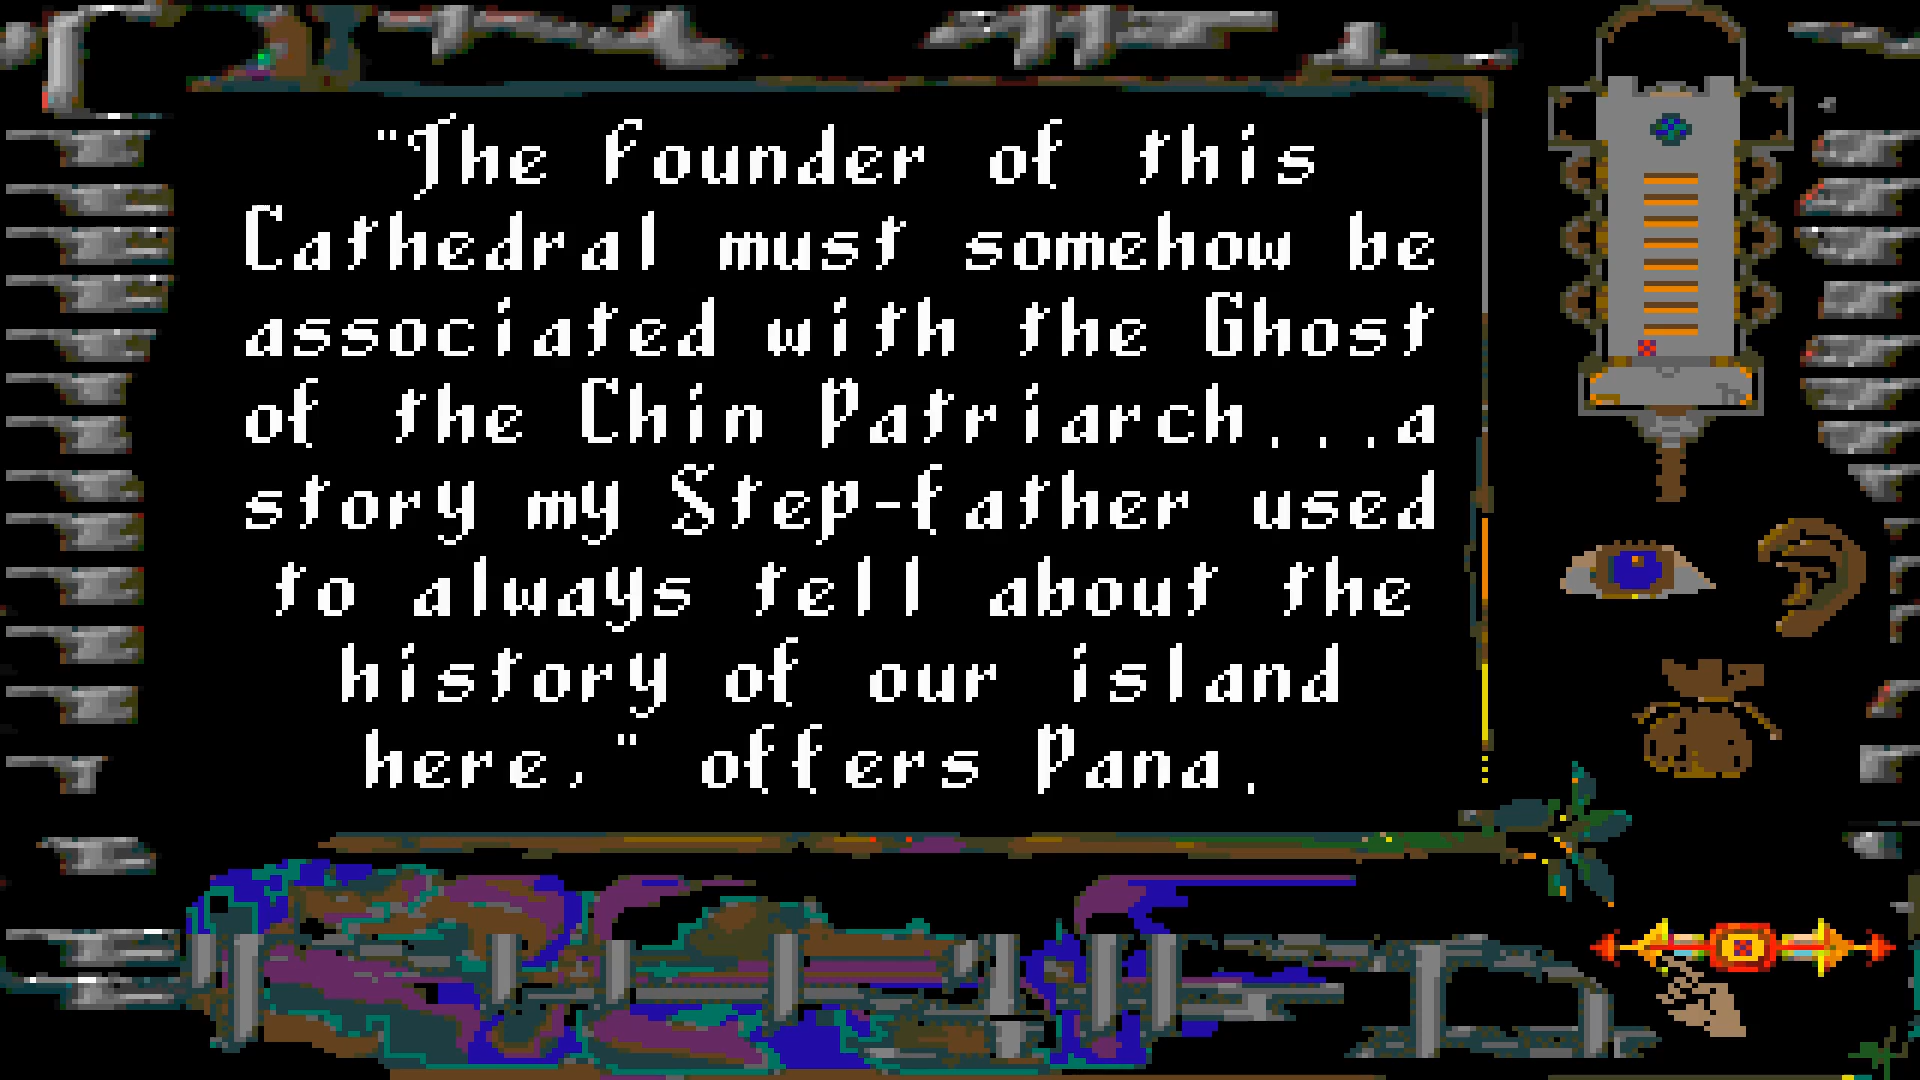 "The founder of this
Cathedral must somehow be
associated with the Ghost
of the Chin Patriarch...a
story my Step-father used
to always tell about the
history of our island
here," offers Pana.